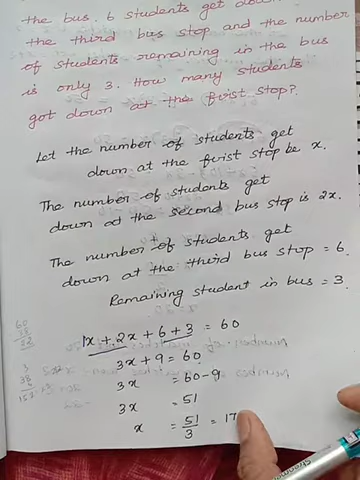 the bus. 6 students get down
the third bus stop and the number
of students remaining in the bus
is only 3. How many students
got down at the first stop?.
Let the number of students get
down at the first stop be x.
The number of students get
down at the second bus stop is 2x.
The number of students get
down at the third bus stop = 6.
Remaining student in bus = 3.
1x + 2x + 6 + 3 = 60
3x + 9 = 60
3x = 60 - 9
3x = 51
x = 51/3 = 17